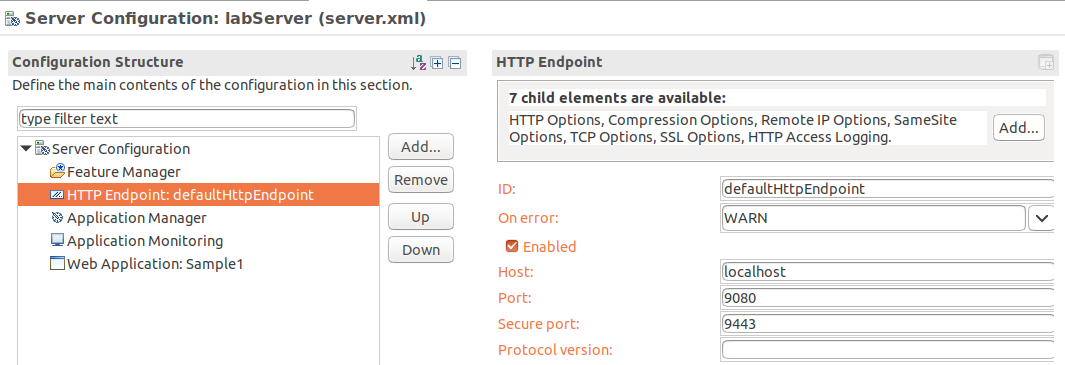 Server Configuration: labServer (server.xml)
Configuration Structure
Define the main contents of the configuration in this section.
type filter text
Server Configuration
Feature Manager
HTTP Endpoint: defaultHttpEndpoint
Application Manager
Application Monitoring
Web Application: Sample1
Add...
Remove
Up
Down
HTTP Endpoint
7 child elements are available:
HTTP Options, Compression Options, Remote IP Options, SameSite
Options, TCP Options, SSL Options, HTTP Access Logging.
Add...
ID: defaultHttpEndpoint
On error: WARN
Enabled
Host: localhost
Port: 9080
Secure port: 9443
Protocol version: